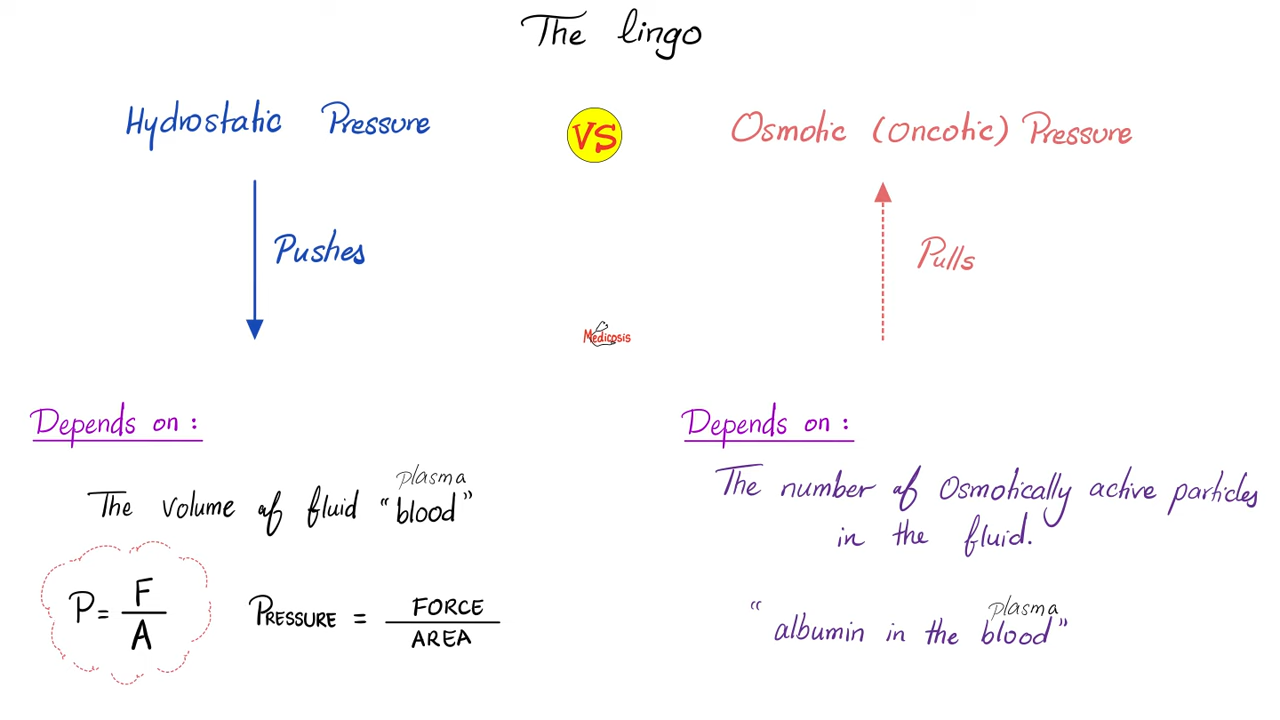 The lingo
Hydrostatic Pressure
VS
Osmotic (oncotic) Pressure
Pushes
Pulls
Medicosis
Depends on:
plasma
The volume of fluid "blood"
P = F
A
PRESSURE = FORCE
AREA
Depends on:
The number of Osmotically active particles
in the fluid.
plasma
"albumin in the blood"